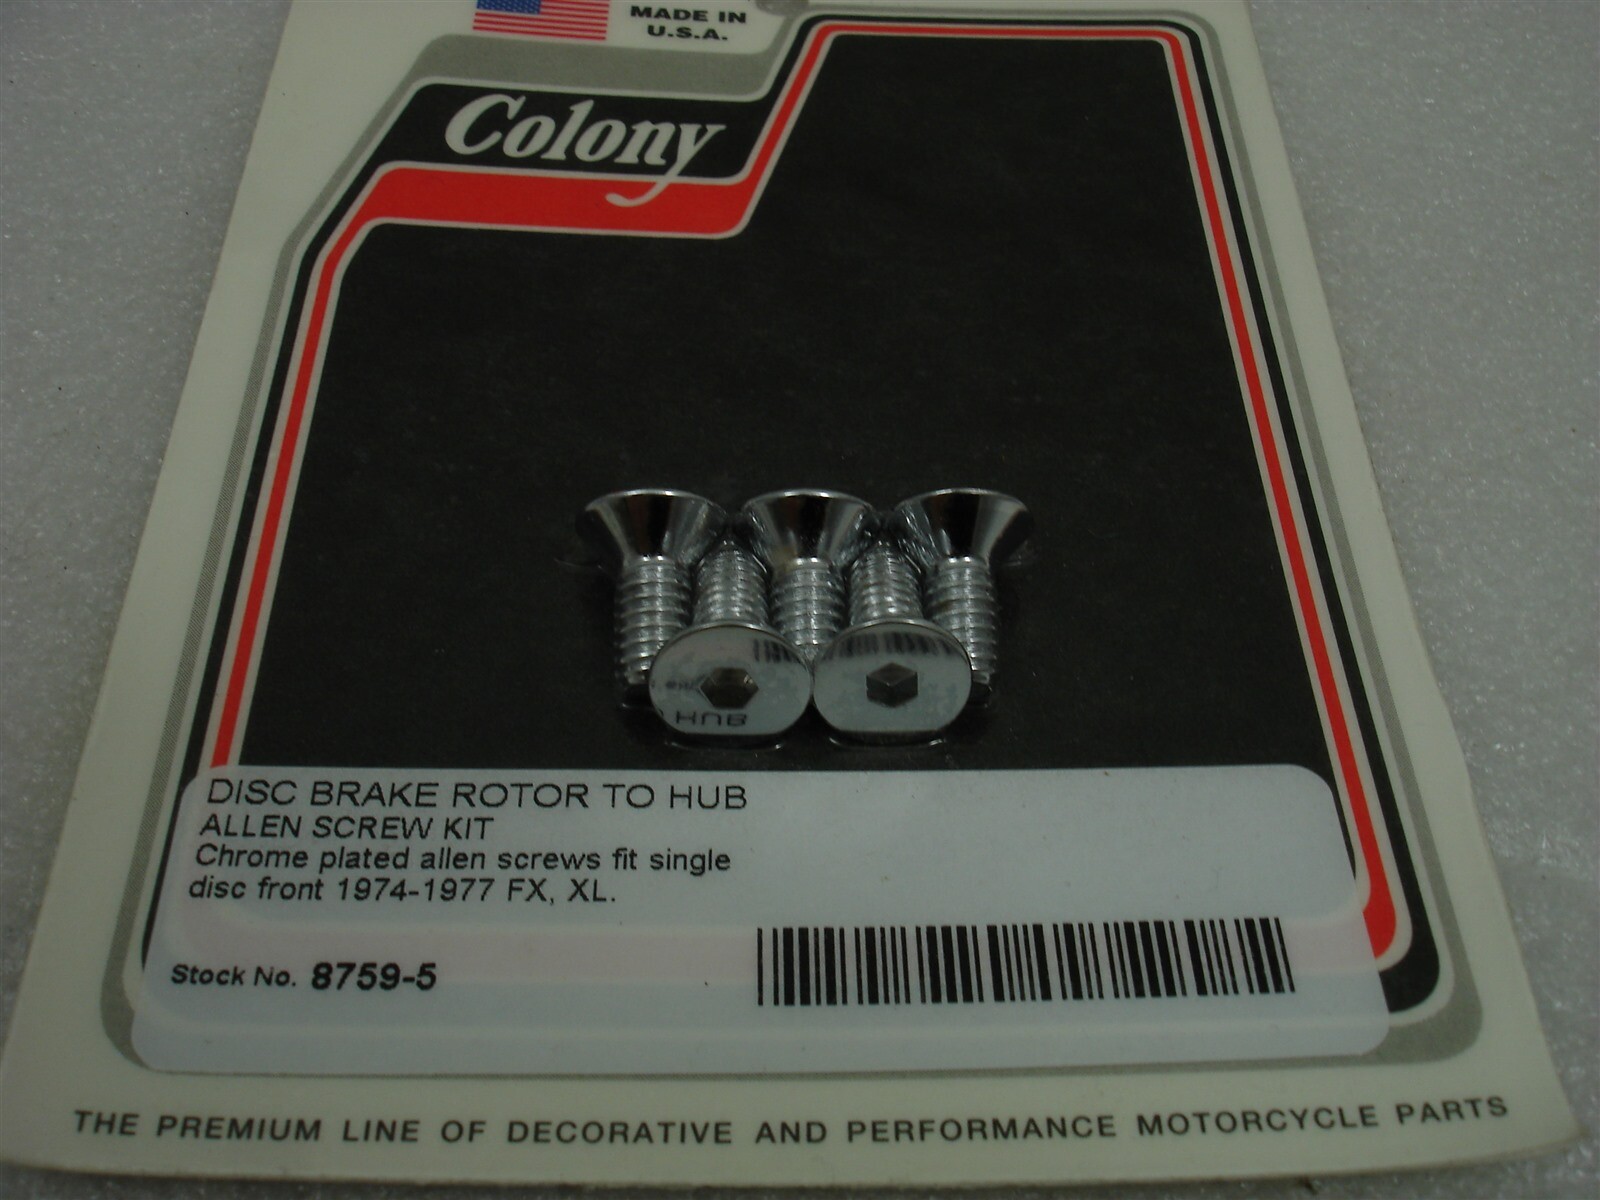 MADE IN
U.S.A.
Colony
HUB
DISC BRAKE ROTOR TO HUB
ALLEN SCREW KIT
Chrome plated allen screws fit single
disc front 1974-1977 FX, XL.
Stock No. 8759-5
THE PREMIUM LINE OF DECORATIVE AND PERFORMANCE MOTORCYCLE PARTS